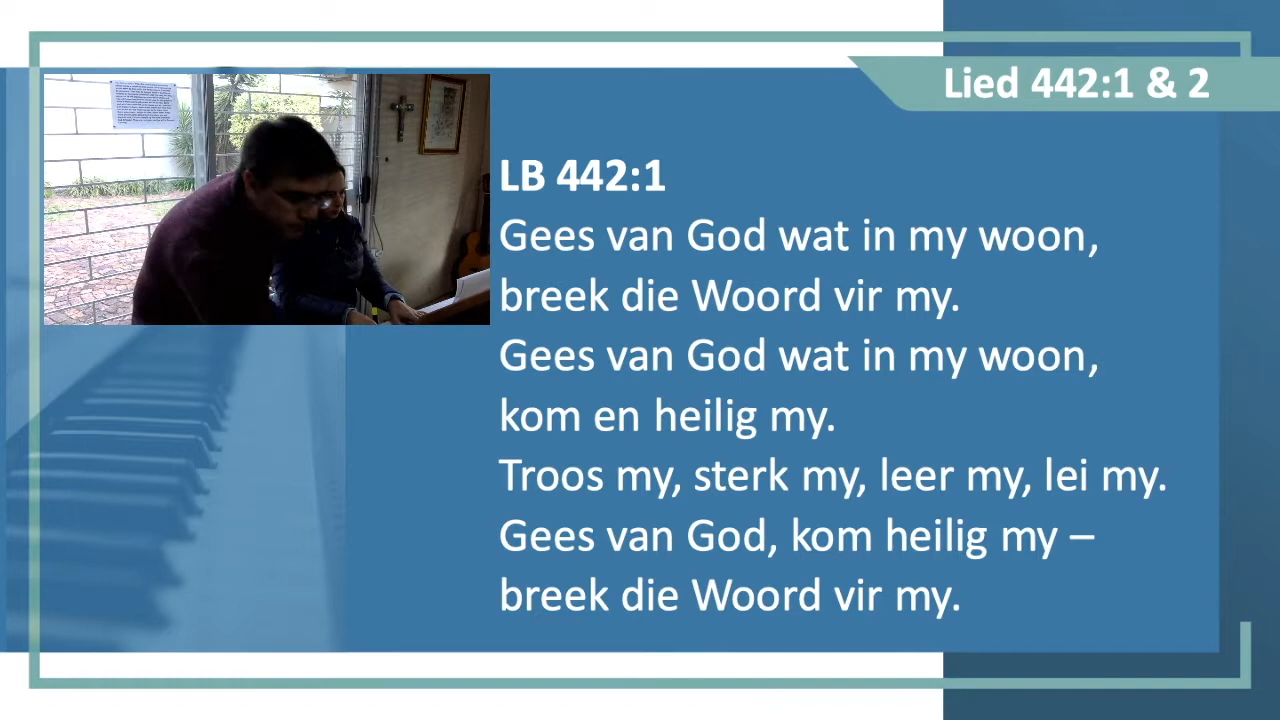 Lied 442:1 & 2
LB 442:1
Gees van God wat in my woon,
breek die Woord vir my.
Gees van God wat in my woon,
kom en heilig my.
Troos my, sterk my, leer my, lei my.
Gees van God, kom heilig my –
breek die Woord vir my.